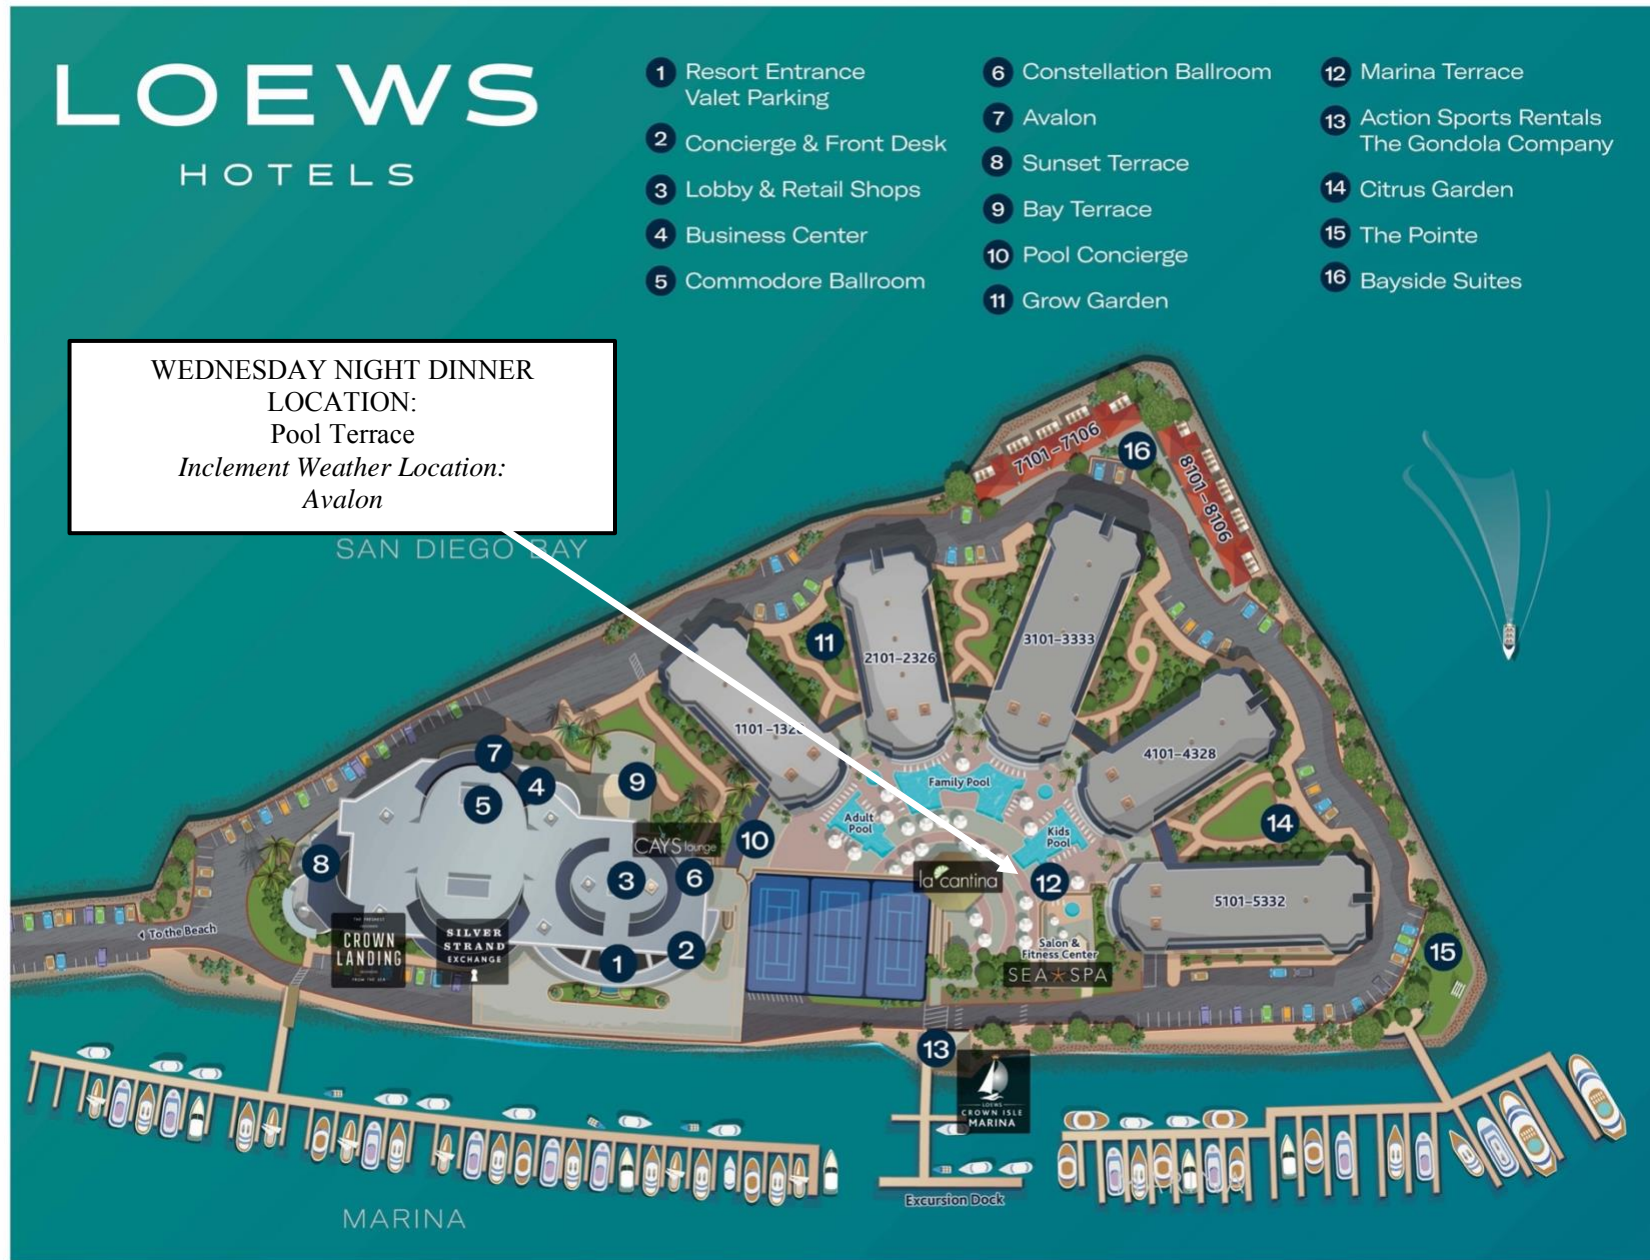 LOEWS
HOTELS
1 Resort Entrance
Valet Parking
2 Concierge & Front Desk
3 Lobby & Retail Shops
4 Business Center
5 Commodore Ballroom
6 Constellation Ballroom
7 Avalon
8 Sunset Terrace
9 Bay Terrace
10 Pool Concierge
11 Grow Garden
12 Marina Terrace
13 Action Sports Rentals
The Gondola Company
14 Citrus Garden
15 The Pointe
16 Bayside Suites
WEDNESDAY NIGHT DINNER
LOCATION:
Pool Terrace
Inclement Weather Location:
Avalon
SAN DIEGO BAY
7101-7106
16
8101-8106
11
2101-2326
3101-3333
1101-132
4101-4328
7
4
5
9
Family Pool
Adult
Pool
Kids
Pool
14
10
CAYS lounge
8
3
6
la cantina
12
5101-5332
To the Beach
CROWN
LANDING
SILVER
STRAND
EXCHANGE
1
2
Salon &
Fitness Center
SEA SPA
15
13
LOEWS
CROWN ISLE
MARINA
Excursion Dock
MARINA